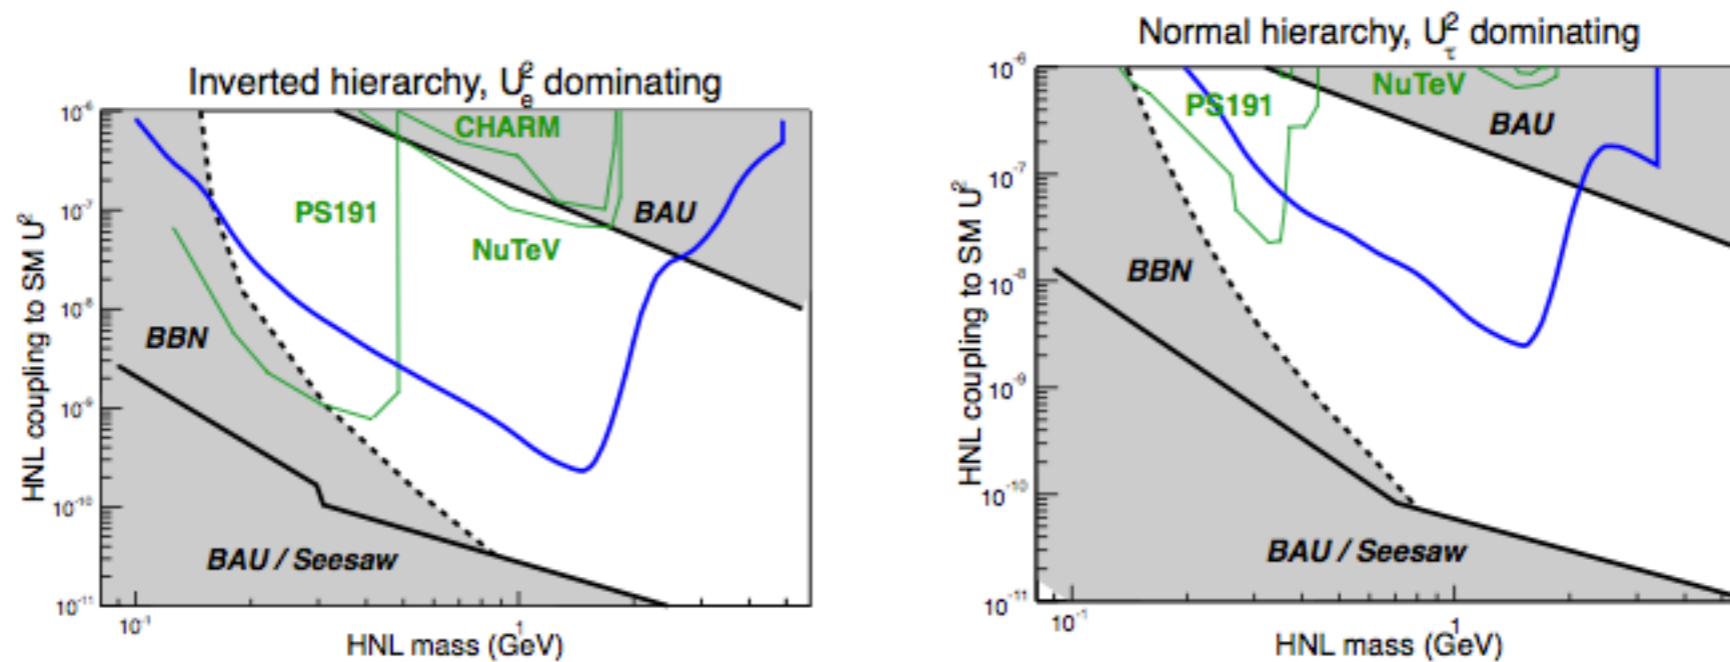 Inverted hierarchy, U²ₑ dominating
HNL coupling to SM U²
10⁻⁶
10⁻⁷
10⁻⁸
10⁻⁹
10⁻¹⁰
10⁻¹¹
CHARM
PS191
BAU
NuTeV
BBN
BAU / Seesaw
10⁻¹
1
HNL mass (GeV)
Normal hierarchy, U²τ dominating
HNL coupling to SM U²
10⁻⁶
10⁻⁷
10⁻⁸
10⁻⁹
10⁻¹⁰
10⁻¹¹
NuTeV
PS191
BAU
BBN
BAU / Seesaw
10⁻¹
1
HNL mass (GeV)